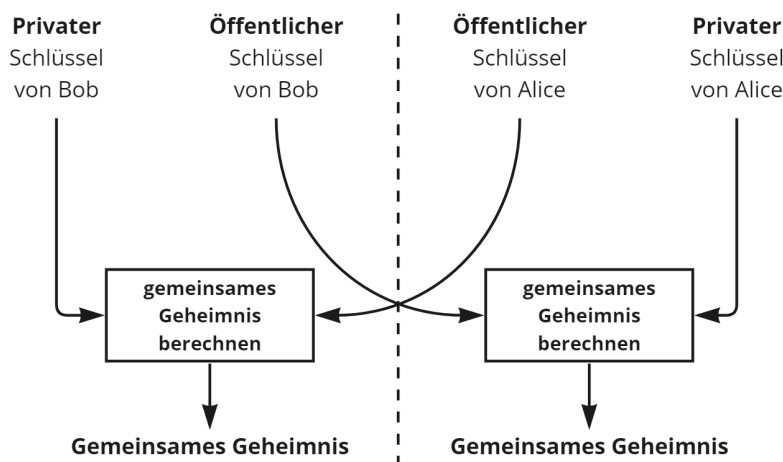 Privater
Schlüssel
von Bob
Öffentlicher
Schlüssel
von Bob
Öffentlicher
Schlüssel
von Alice
Privater
Schlüssel
von Alice
gemeinsames
Geheimnis
berechnen
gemeinsames
Geheimnis
berechnen
Gemeinsames Geheimnis
Gemeinsames Geheimnis